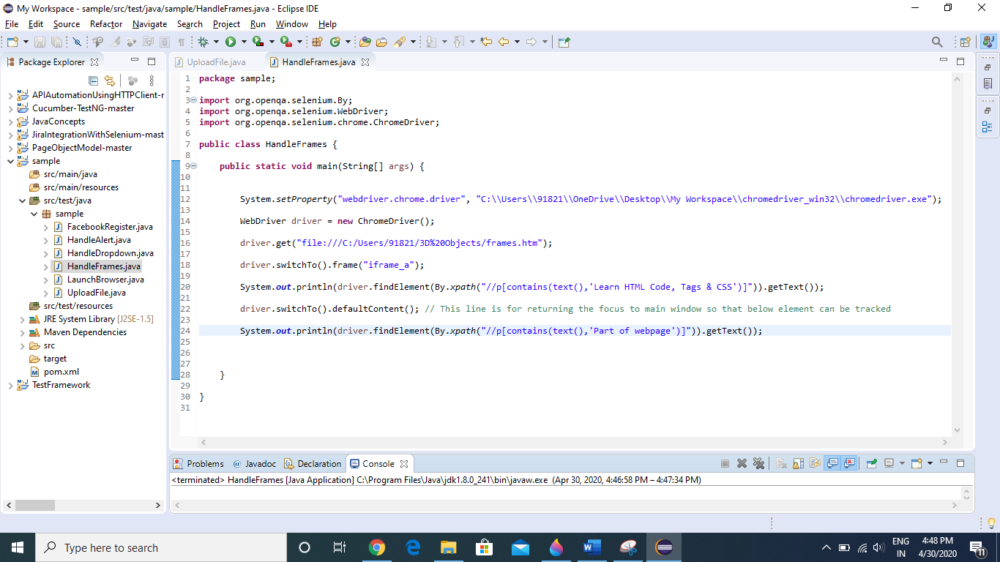 My Workspace - sample/src/test/java/sample/HandleFrames.java - Eclipse IDE
File Edit Source Refactor Navigate Search Project Run Window Help
Package Explorer
APIAutomationUsingHTTPClient-r
Cucumber-TestNG-master
JavaConcepts
JiraIntegrationWithSelenium-mast
PageObjectModel-master
sample
src/main/java
src/main/resources
src/test/java
sample
FacebookRegister.java
HandleAlert.java
HandleDropdown.java
HandleFrames.java
LaunchBrowser.java
UploadFile.java
src/test/resources
JRE System Library [J2SE-1.5]
Maven Dependencies
src
target
pom.xml
TestFramework
UploadFile.java HandleFrames.java
1 package sample;
2
3 import org.openqa.selenium.By;
4 import org.openqa.selenium.WebDriver;
5 import org.openqa.selenium.chrome.ChromeDriver;
6
7 public class HandleFrames {
8
9 public static void main(String[] args) {
10
11
12 System.setProperty("webdriver.chrome.driver", "C:\\Users\\91821\\OneDrive\\Desktop\\My Workspace\\chromedriver_win32\\chromedriver.exe");
13
14 WebDriver driver = new ChromeDriver();
15
16 driver.get("file:///C:/Users/91821/3D%20Objects/frames.htm");
17
18 driver.switchTo().frame("iframe_a");
19
20 System.out.println(driver.findElement(By.xpath("//p[contains(text(),'Learn HTML Code, Tags & CSS')]")).getText());
21
22 driver.switchTo().defaultContent(); // This line is for returning the focus to main window so that below element can be tracked
23
24 System.out.println(driver.findElement(By.xpath("//p[contains(text(),'Part of webpage')]")).getText());
25
26
27
28 }
29
30 }
31
Problems @ Javadoc Declaration Console
<terminated> HandleFrames [Java Application] C:\Program Files\Java\jdk1.8.0_241\bin\javaw.exe (Apr 30, 2020, 4:46:58 PM – 4:47:34 PM)
Type here to search
ENG
IN
4:48 PM
4/30/2020
11